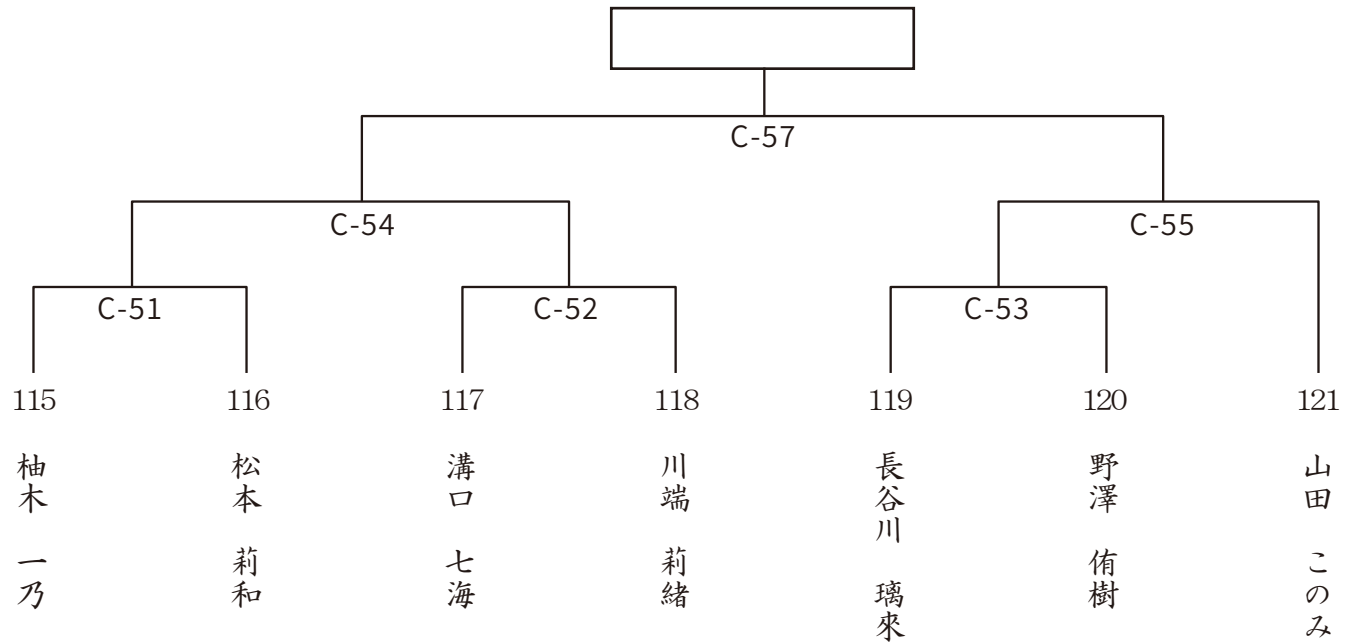 C-57
C-54
C-55
C-51
C-52
C-53
115
116
117
118
119
120
121
柚木 一乃
松本 莉和
溝口 七海
川端 莉緒
長谷川 璃來
野澤 侑樹
山田 このみ